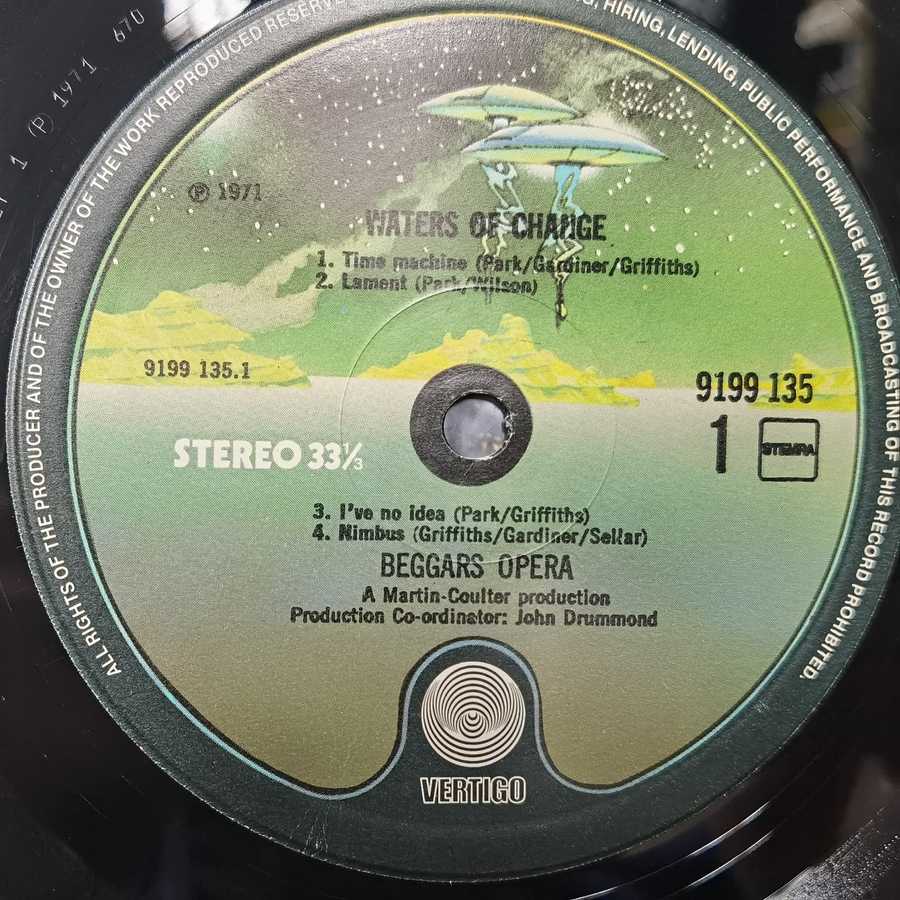 1 ℗ 1971 670
ALL RIGHTS OF THE PRODUCER AND OF THE OWNER OF THE WORK REPRODUCED RESERVED
HIRING, LENDING, PUBLIC PERFORMANCE AND BROADCASTING OF THIS RECORD PROHIBITED.
℗ 1971
WATERS OF CHANGE
1. Time machine (Park/Gardiner/Griffiths)
2. Lament (Park/Wilson)
9199 135.1
9199 135
STEREO 33⅓
1
STEMRA
3. I've no idea (Park/Griffiths)
4. Nimbus (Griffiths/Gardiner/Sellar)
BEGGARS OPERA
A Martin-Coulter production
Production Co-ordinator: John Drummond
VERTIGO